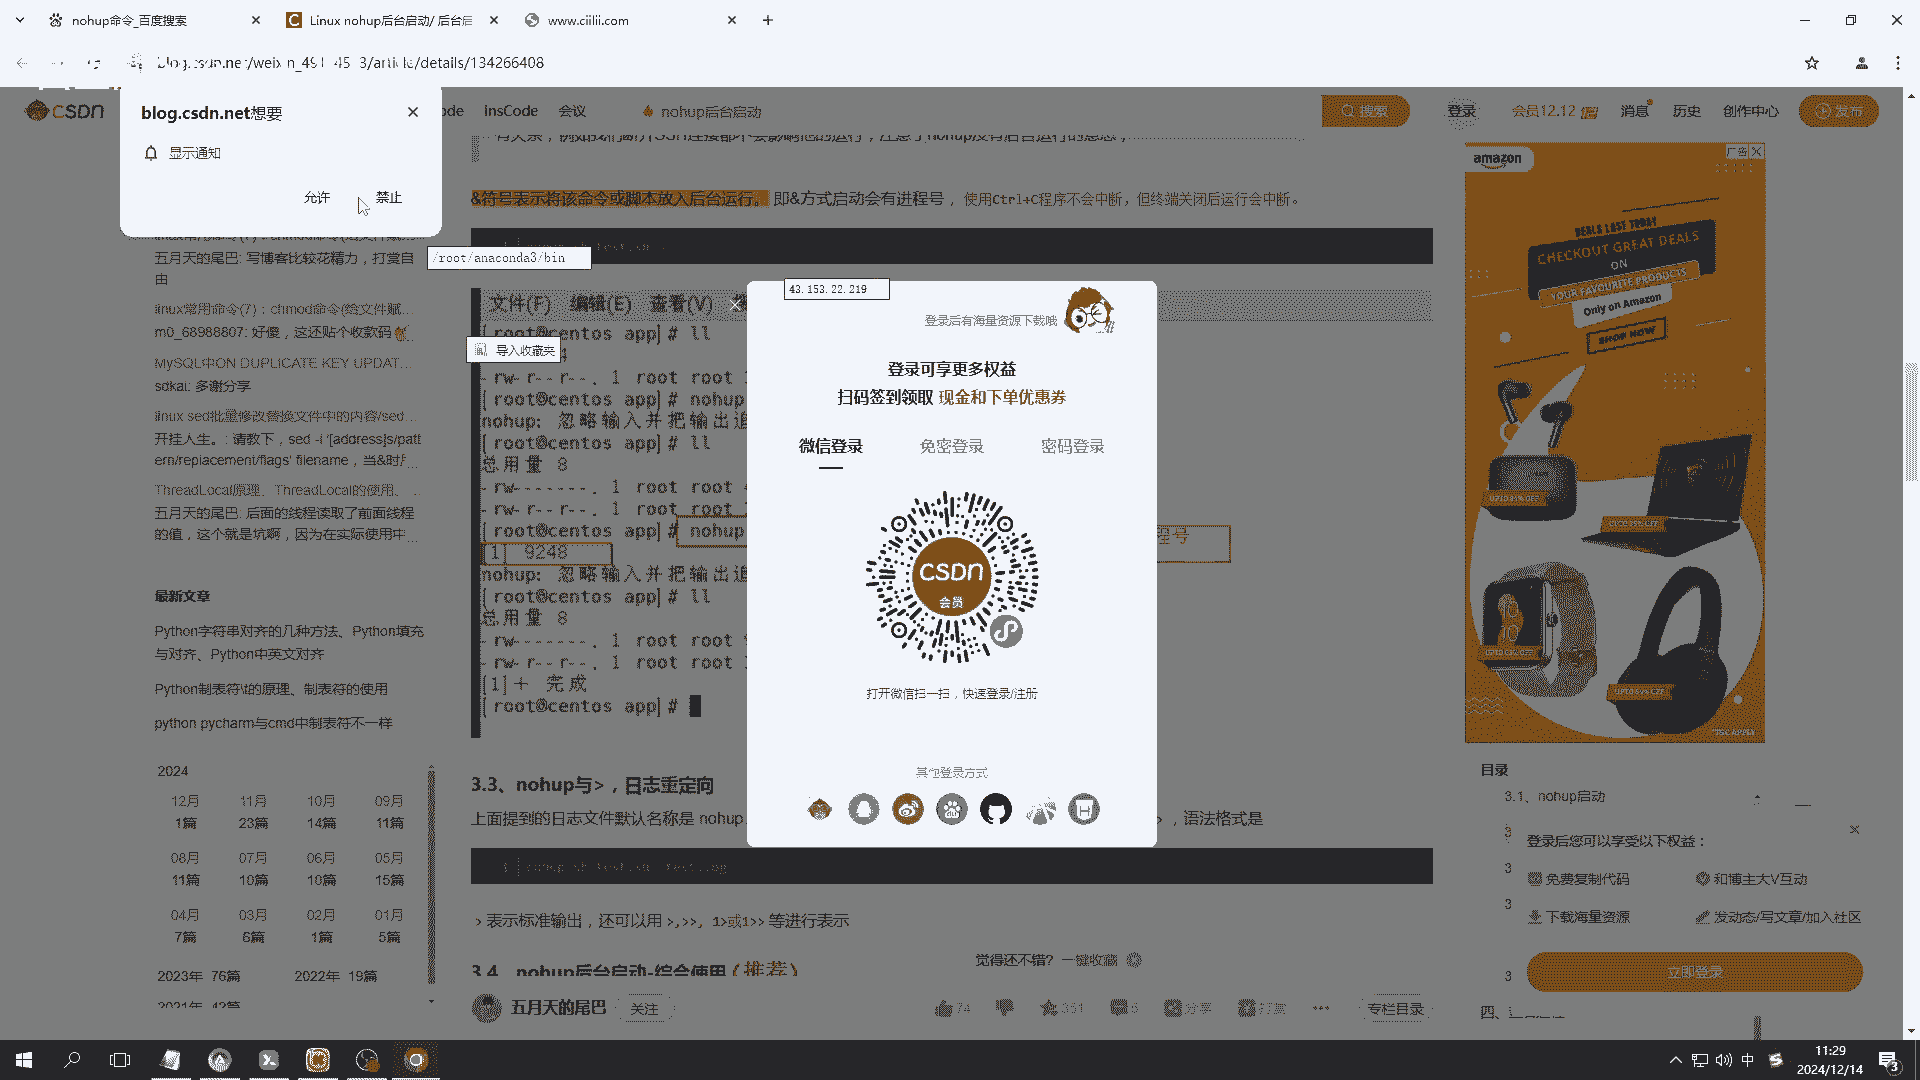 nohup命令_百度搜索
Linux nohup后台启动/ 后台启
www.ciilii.com
/article/details/134266408
blog.csdn.net想要
显示通知
允许
禁止
CSDN
ode
insCode
会议
nohup后台启动
搜索
登录
会员12.12
消息
历史
创作中心
发布
&符号表示将该命令或脚本放入后台运行。 即&方式启动会有进程号， 使用Ctrl+C程序不会中断，但终端关闭后运行会中断。
/root/anaconda3/bin
五月天的尾巴: 写博客比较花精力，打赏自由
linux常用命令(7)：chmod命令(给文件赋...
m0_68988807: 好傻，这还贴个收款码
MySQL中ON DUPLICATE KEY UPDAT...
sdkai: 多谢分享
linux sed批量修改替换文件中的内容/sed...
开挂人生。: 请教下，sed -i '[address]s/patt
ern/replacement/flags' filename，当&时/...
ThreadLocal原理、ThreadLocal的使用、 ...
五月天的尾巴: 后面的线程读取了前面线程
的值，这个就是坑啊，因为在实际使用中...
最新文章
Python字符串对齐的几种方法、Python填充
与对齐、Python中英文对齐
Python制表符\t的原理、制表符的使用
python pycharm与cmd中制表符不一样
2024
12月 11月 10月 09月
1篇 23篇 14篇 11篇
08月 07月 06月 05月
11篇 10篇 10篇 15篇
04月 03月 02月 01月
7篇 6篇 1篇 5篇
2023年 76篇 2022年 19篇
2021年 42篇
文件(F) 编辑(E) 查看(V)
[root@centos app]# ll
导入收藏夹
-rw-r--r--. 1 root root
[root@centos app]# nohup
nohup: 忽略输入并把输出追
[root@centos app]# ll
总用量 8
-rw-------. 1 root root
-rw-r--r--. 1 root root
[root@centos app]# nohup
[1] 9248
程号
nohup: 忽略输入并把输出追
[root@centos app]# ll
总用量 8
-rw-------. 1 root root
-rw-r--r--. 1 root root
[1]+ 完成
[root@centos app]#
43.153.22.219
登录后有海量资源下载哦
登录可享更多权益
扫码签到领取 现金和下单优惠券
微信登录
免密登录
密码登录
CSDN
会员
打开微信扫一扫，快速登录/注册
其他登录方式
3.3、nohup与>，日志重定向
上面提到的日志文件默认名称是 nohup
，语法格式是
> 表示标准输出，还可以用 >,>>, 1>或1>> 等进行表示
3.4、nohup后台启动-综合使用（推荐）
觉得还不错? 一键收藏
五月天的尾巴
关注
74
351
5
分享
打赏
专栏目录
广告
amazon
DEALS LAST TODAY
CHECKOUT GREAT DEALS
ON
YOUR FAVOURITE PRODUCTS
Only on Amazon
SHOP NOW
*T&C APPLY
目录
3.1、nohup启动
登录后您可以享受以下权益：
免费复制代码
和博主大V互动
下载海量资源
发动态/写文章/加入社区
立即登录
中
11:29
2024/12/14
3